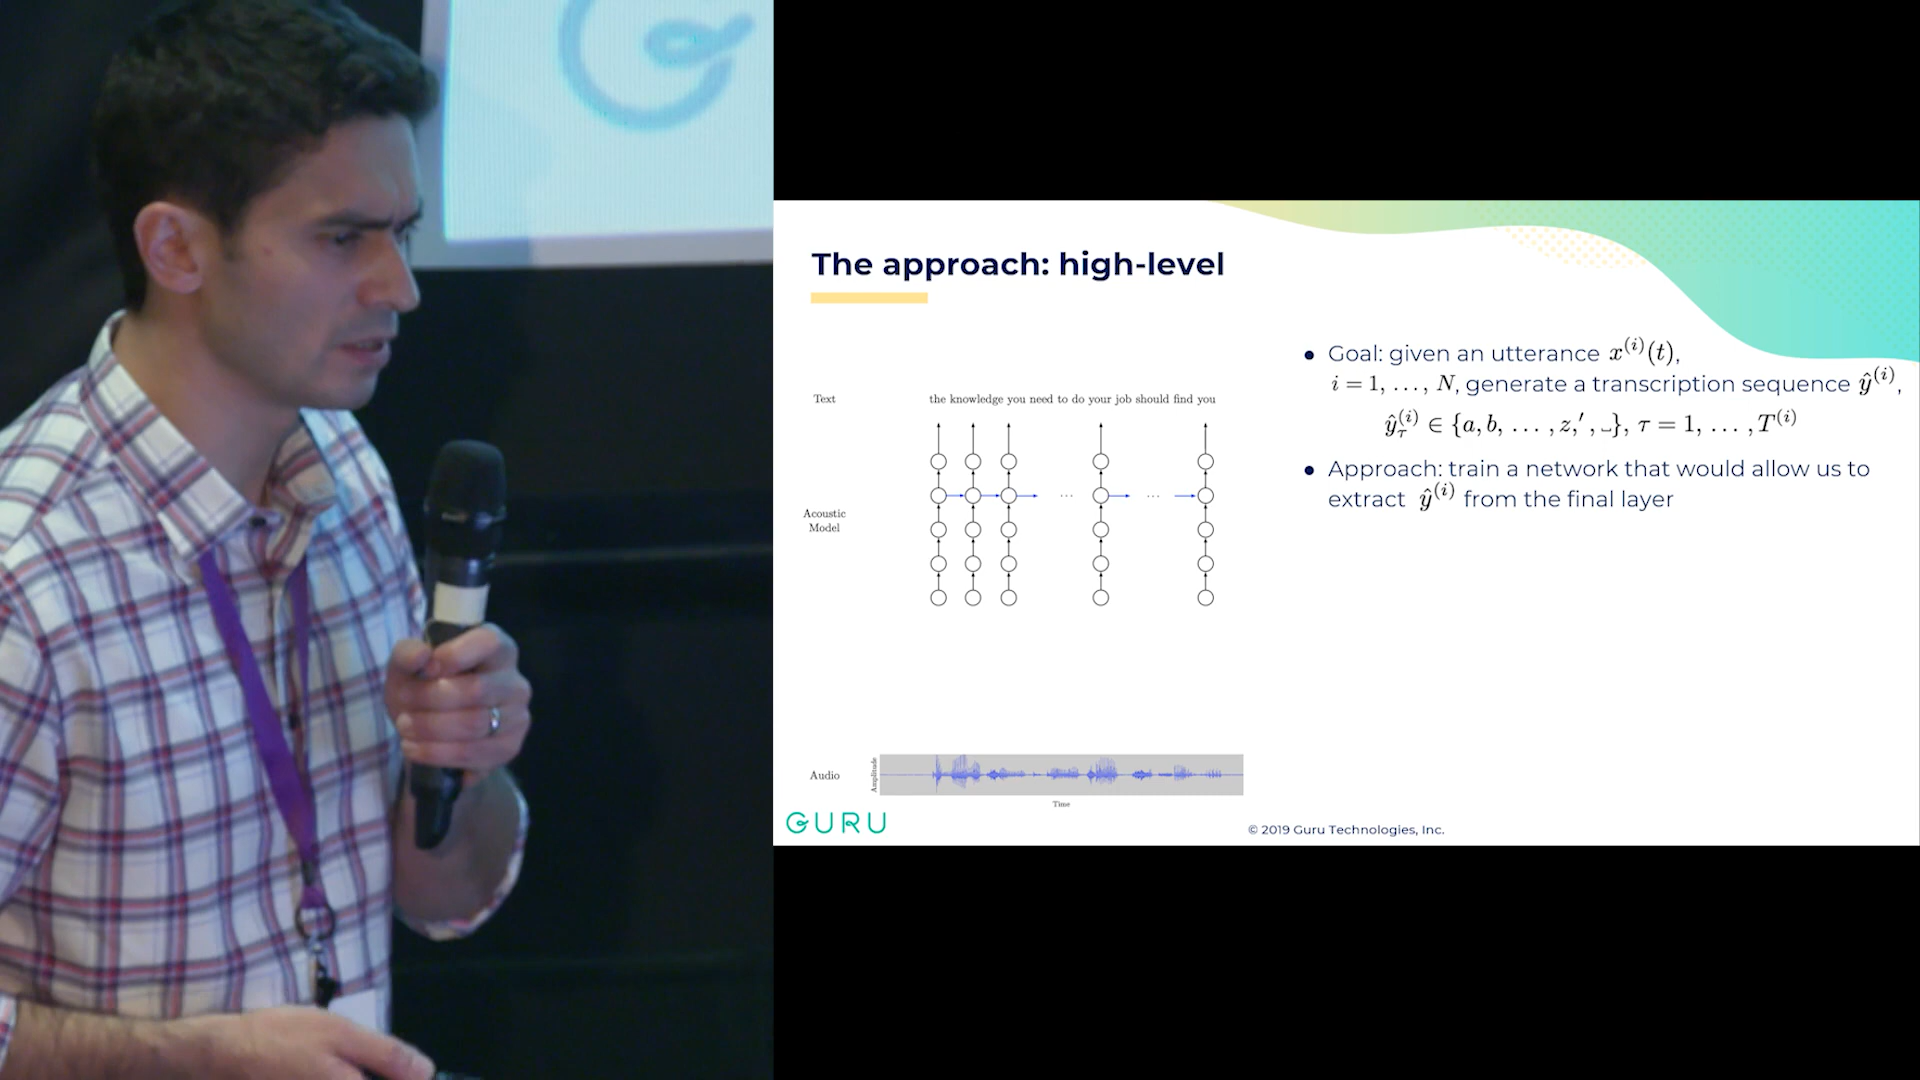 The approach: high-level
Text
the knowledge you need to do your job should find you
Acoustic
Model
... ...
Audio
Amplitude
Time
● Goal: given an utterance x⁽ⁱ⁾(t),
i = 1, ..., N, generate a transcription sequence ŷ⁽ⁱ⁾,
ŷ_τ⁽ⁱ⁾ ∈ {a, b, ..., z, ', ⎵}, τ = 1, ..., T⁽ⁱ⁾
● Approach: train a network that would allow us to
extract ŷ⁽ⁱ⁾ from the final layer
GURU
© 2019 Guru Technologies, Inc.